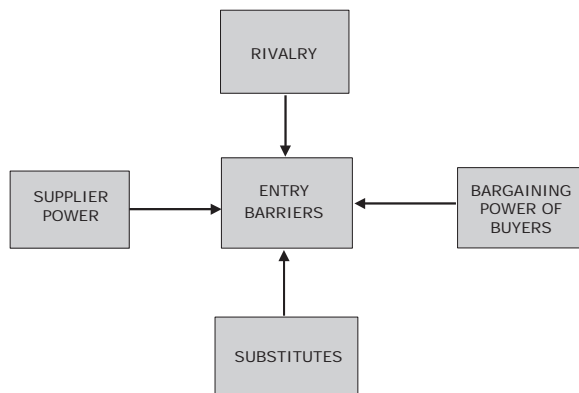 RIVALRY
SUPPLIER
POWER
ENTRY
BARRIERS
BARGAINING
POWER OF
BUYERS
SUBSTITUTES